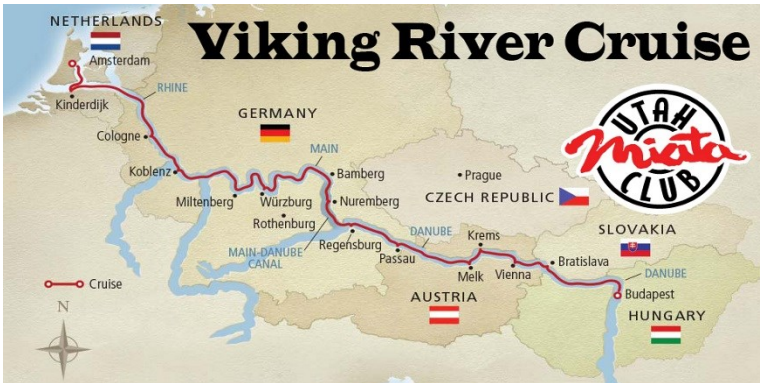 Viking River Cruise
NETHERLANDS
Amsterdam
Kinderdijk
RHINE
GERMANY
Cologne
Koblenz
MAIN
Bamberg
Miltenberg
Würzburg
Nuremberg
Rothenburg
MAIN-DANUBE
CANAL
Regensburg
Prague
CZECH REPUBLIC
UTAH
Miata
CLUB
SLOVAKIA
DANUBE
Passau
Krems
Melk
Vienna
Bratislava
DANUBE
Budapest
AUSTRIA
HUNGARY
Cruise
N